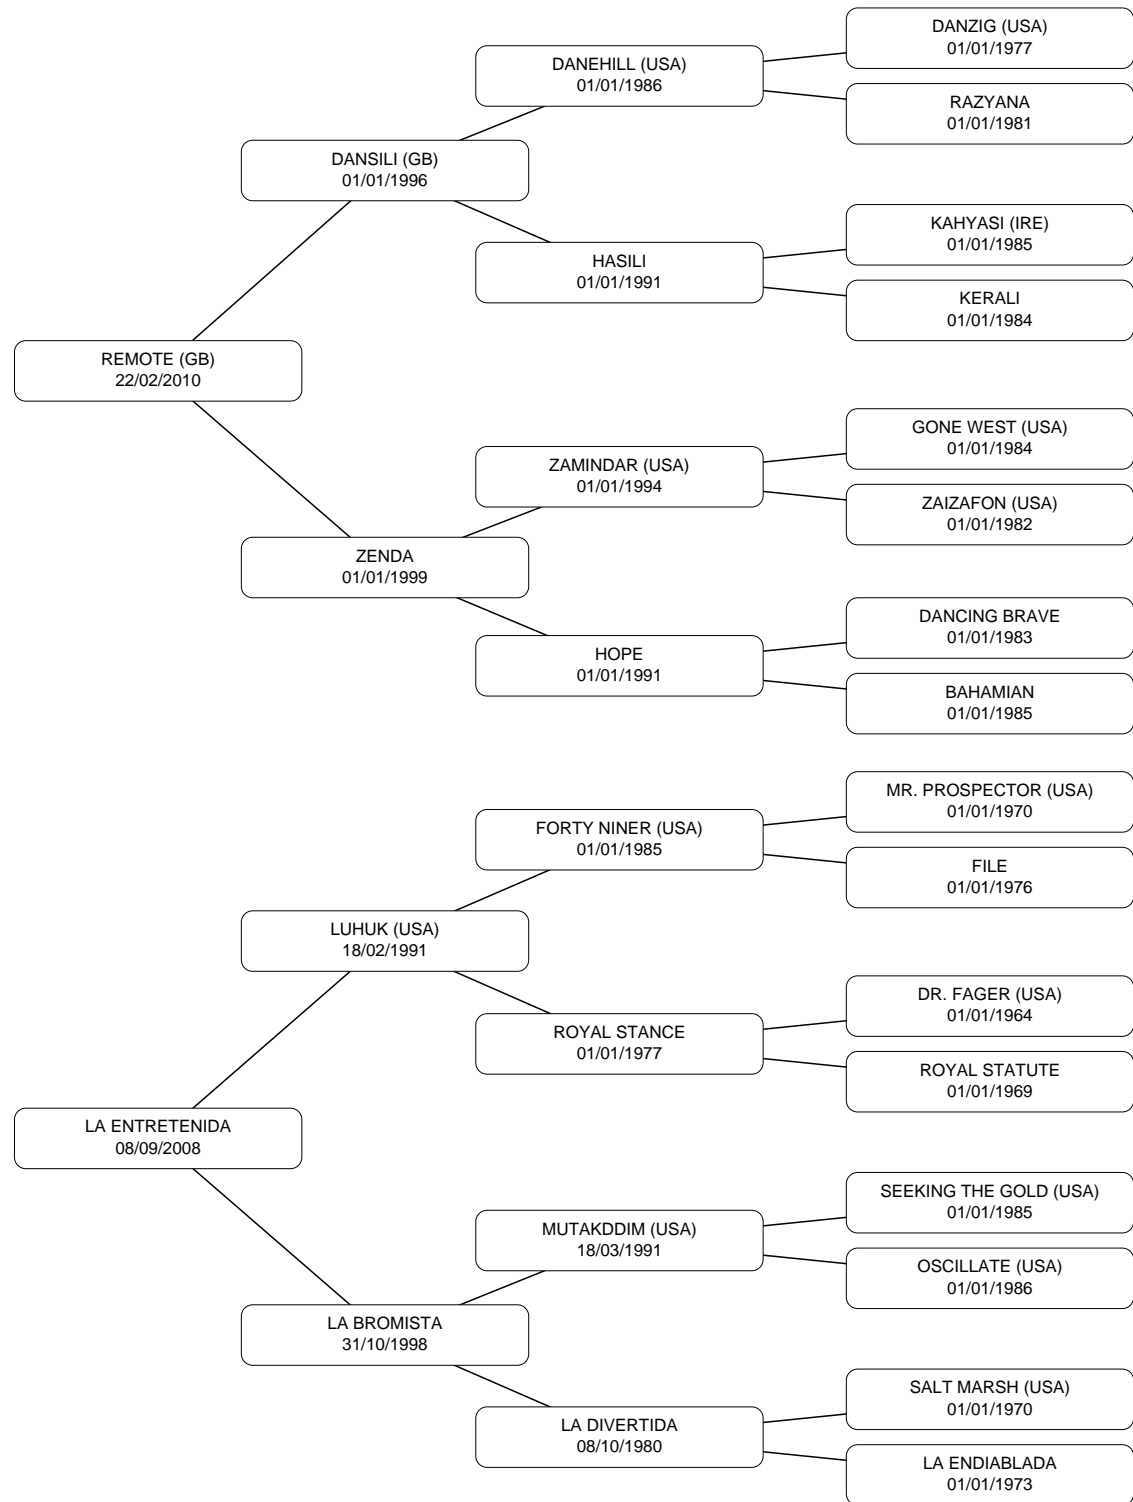 DANZIG (USA)
01/01/1977
DANEHILL (USA)
01/01/1986
RAZYANA
01/01/1981
DANSILI (GB)
01/01/1996
KAHYASI (IRE)
01/01/1985
HASILI
01/01/1991
KERALI
01/01/1984
REMOTE (GB)
22/02/2010
GONE WEST (USA)
01/01/1984
ZAMINDAR (USA)
01/01/1994
ZAIZAFON (USA)
01/01/1982
ZENDA
01/01/1999
DANCING BRAVE
01/01/1983
HOPE
01/01/1991
BAHAMIAN
01/01/1985
MR. PROSPECTOR (USA)
01/01/1970
FORTY NINER (USA)
01/01/1985
FILE
01/01/1976
LUHUK (USA)
18/02/1991
DR. FAGER (USA)
01/01/1964
ROYAL STANCE
01/01/1977
ROYAL STATUTE
01/01/1969
LA ENTRETENIDA
08/09/2008
SEEKING THE GOLD (USA)
01/01/1985
MUTAKDDIM (USA)
18/03/1991
OSCILLATE (USA)
01/01/1986
LA BROMISTA
31/10/1998
SALT MARSH (USA)
01/01/1970
LA DIVERTIDA
08/10/1980
LA ENDIABLADA
01/01/1973